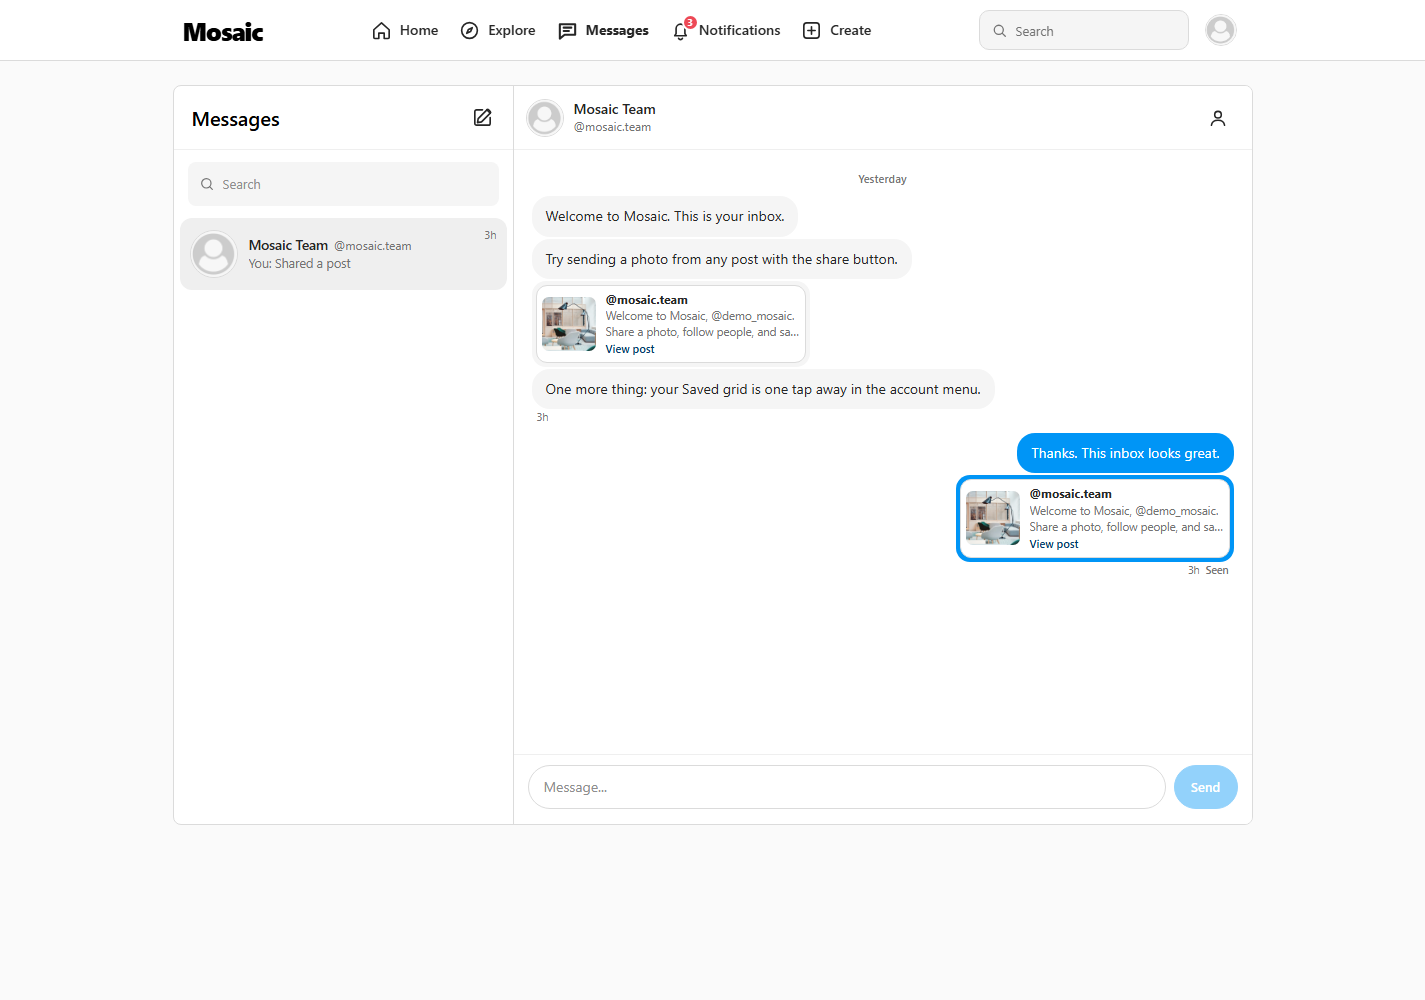 Mosaic
Home
Explore
Messages
3
Notifications
Create
Search
Messages
Search
Mosaic Team @mosaic.team
3h
You: Shared a post
Mosaic Team
@mosaic.team
Yesterday
Welcome to Mosaic. This is your inbox.
Try sending a photo from any post with the share button.
@mosaic.team
Welcome to Mosaic, @demo_mosaic.
Share a photo, follow people, and sa...
View post
One more thing: your Saved grid is one tap away in the account menu.
3h
Thanks. This inbox looks great.
@mosaic.team
Welcome to Mosaic, @demo_mosaic.
Share a photo, follow people, and sa...
View post
3h Seen
Message...
Send